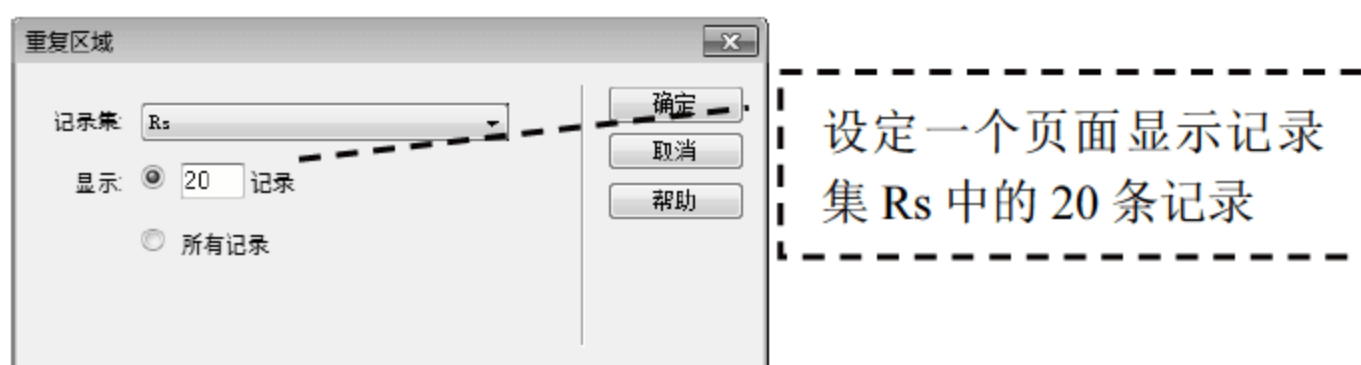 重复区域
记录集: Rs
确定
取消
显示: 20 记录
帮助
所有记录
设定一个页面显示记录
集 Rs 中的 20 条记录